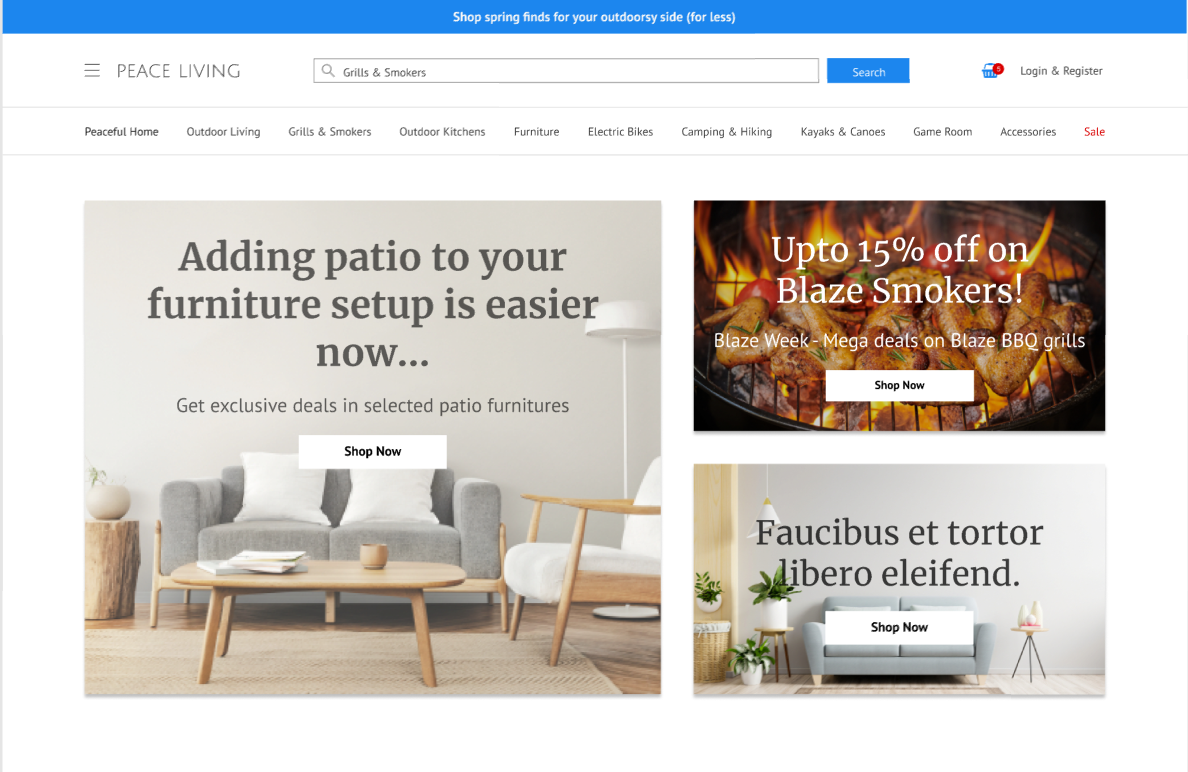 Shop spring finds for your outdoorsy side (for less)
PEACE LIVING
Grills & Smokers
Search
5
Login & Register
Peaceful Home
Outdoor Living
Grills & Smokers
Outdoor Kitchens
Furniture
Electric Bikes
Camping & Hiking
Kayaks & Canoes
Game Room
Accessories
Sale
Adding patio to your
furniture setup is easier
now...
Get exclusive deals in selected patio furnitures
Shop Now
Upto 15% off on
Blaze Smokers!
Blaze Week - Mega deals on Blaze BBQ grills
Shop Now
Faucibus et tortor
libero eleifend.
Shop Now